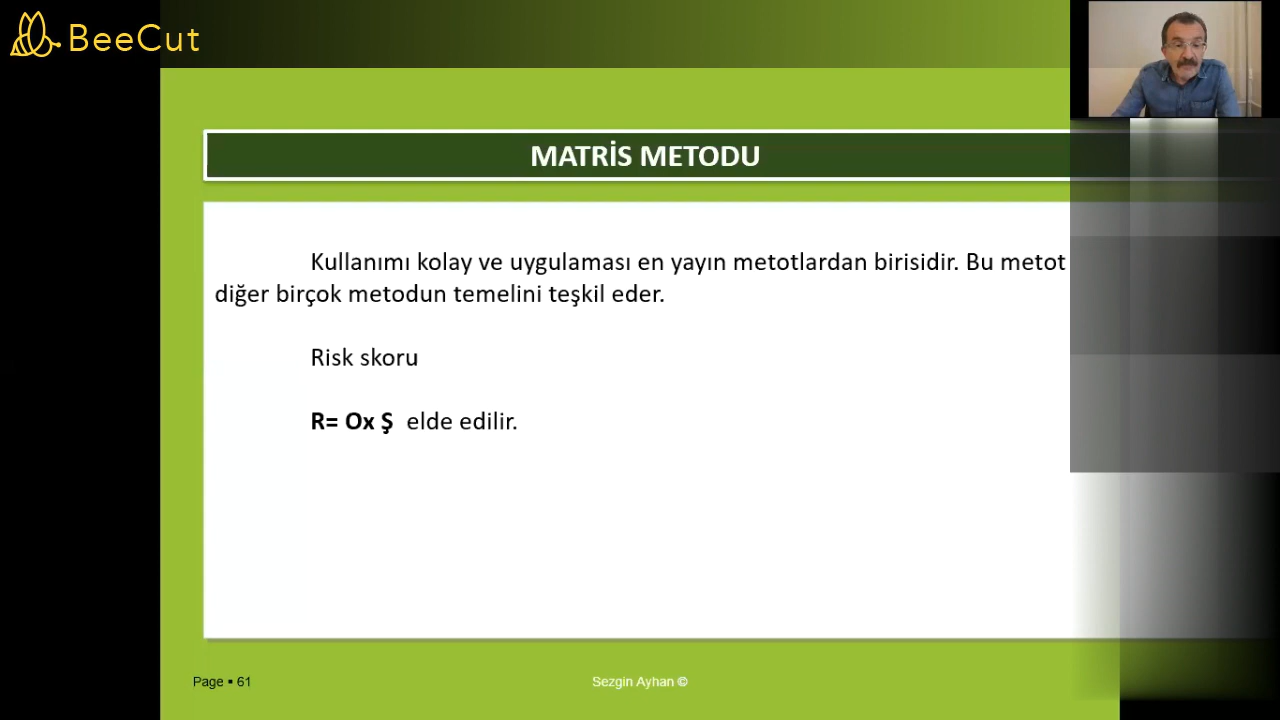 BeeCut
MATRİS METODU
Kullanımı kolay ve uygulaması en yayın metotlardan birisidir. Bu metot
diğer birçok metodun temelini teşkil eder.
Risk skoru
R= Ox Ş elde edilir.
Page ▪ 61
Sezgin Ayhan ©